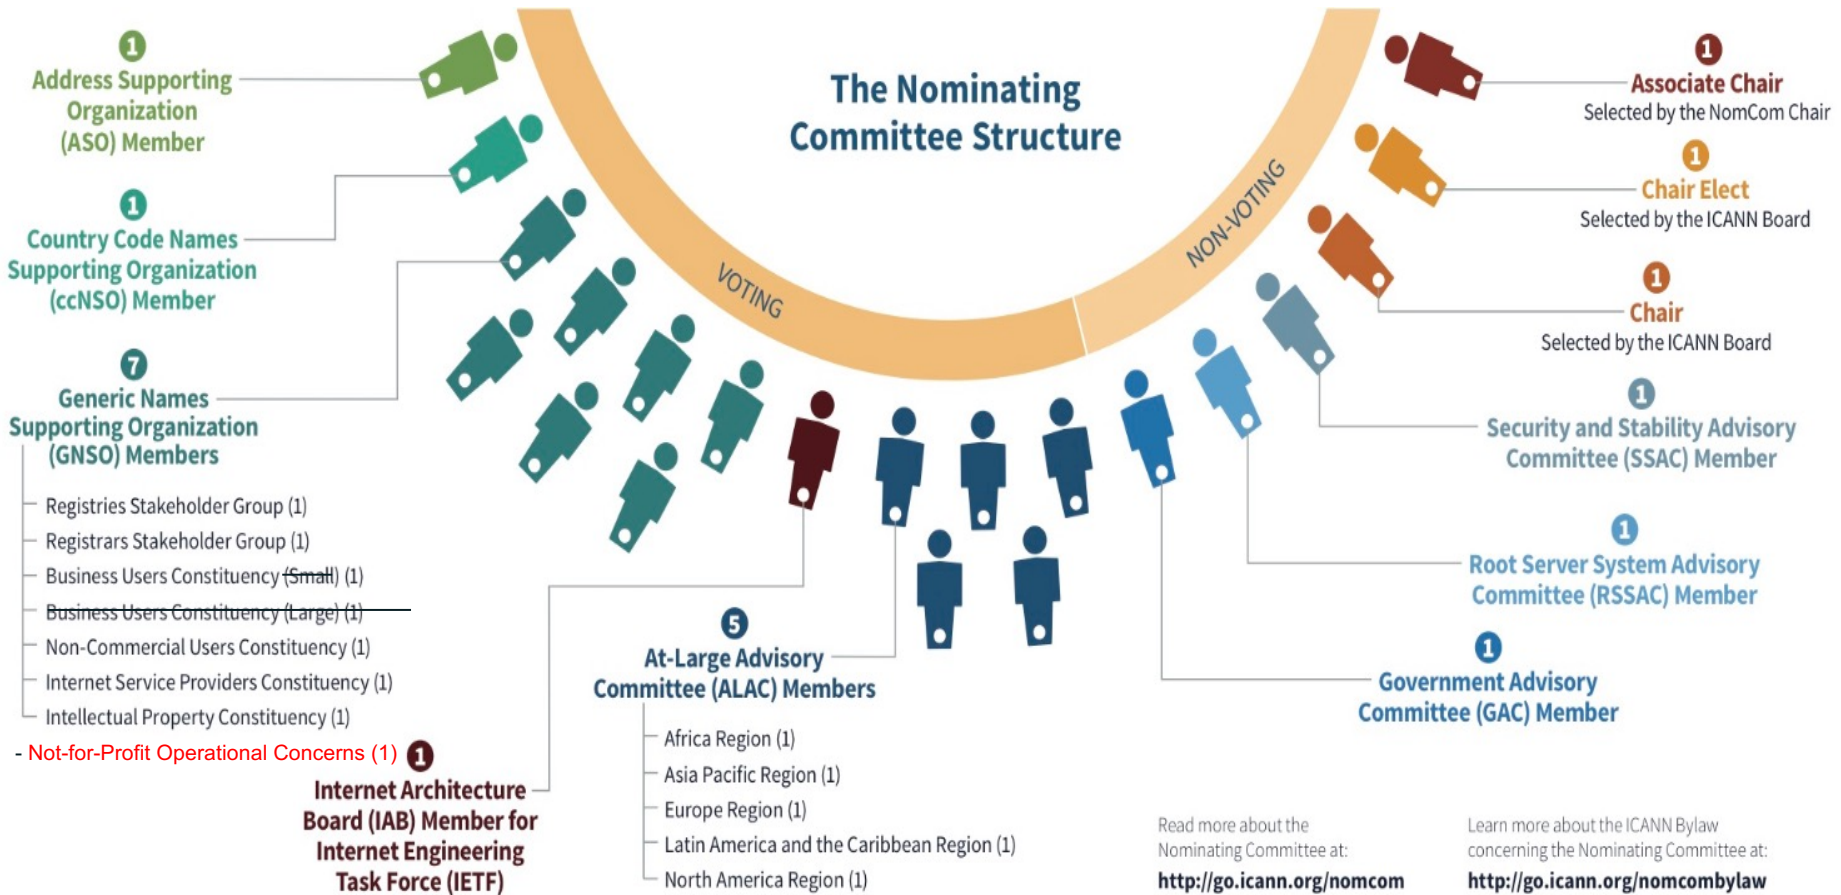 The Nominating
Committee Structure
VOTING
NON-VOTING
1
Address Supporting
Organization
(ASO) Member
1
Country Code Names
Supporting Organization
(ccNSO) Member
7
Generic Names
Supporting Organization
(GNSO) Members
Registries Stakeholder Group (1)
Registrars Stakeholder Group (1)
Business Users Constituency (Small) (1)
Business Users Constituency (Large) (1)
Non-Commercial Users Constituency (1)
Internet Service Providers Constituency (1)
Intellectual Property Constituency (1)
- Not-for-Profit Operational Concerns (1)
1
Internet Architecture
Board (IAB) Member for
Internet Engineering
Task Force (IETF)
5
At-Large Advisory
Committee (ALAC) Members
Africa Region (1)
Asia Pacific Region (1)
Europe Region (1)
Latin America and the Caribbean Region (1)
North America Region (1)
1
Associate Chair
Selected by the NomCom Chair
1
Chair Elect
Selected by the ICANN Board
1
Chair
Selected by the ICANN Board
1
Security and Stability Advisory
Committee (SSAC) Member
1
Root Server System Advisory
Committee (RSSAC) Member
1
Government Advisory
Committee (GAC) Member
Read more about the
Nominating Committee at:
http://go.icann.org/nomcom
Learn more about the ICANN Bylaw
concerning the Nominating Committee at:
http://go.icann.org/nomcombylaw